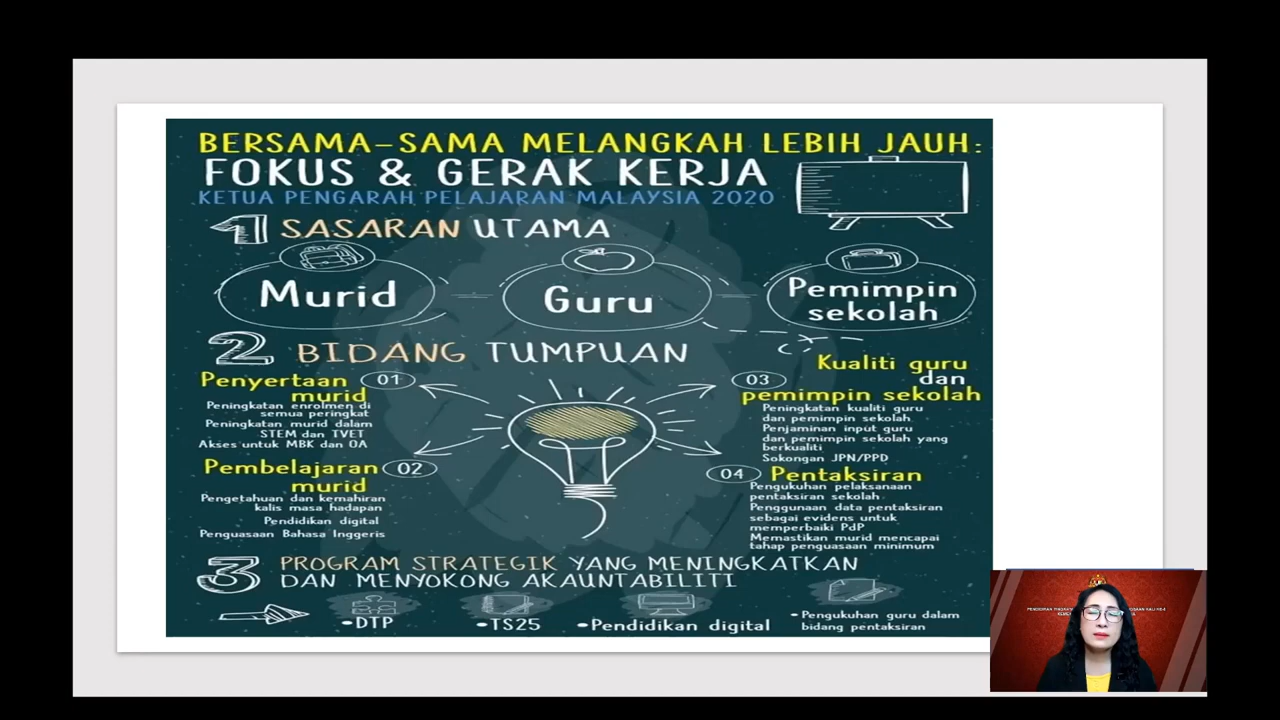 BERSAMA-SAMA MELANGKAH LEBIH JAUH:
FOKUS & GERAK KERJA
KETUA PENGARAH PELAJARAN MALAYSIA 2020
1 SASARAN UTAMA
Murid
Guru
Pemimpin
sekolah
2 BIDANG TUMPUAN
Penyertaan 01
murid
Peningkatan enrolmen di
semua peringkat
Peningkatan murid dalam
STEM dan TVET
Akses untuk MBK dan OA
Pembelajaran 02
murid
Pengetahuan dan kemahiran
kalis masa hadapan
Pendidikan digital
Penguasaan Bahasa Inggeris
03 Kualiti guru
dan
pemimpin sekolah
Peningkatan kualiti guru
dan pemimpin sekolah
Penjaminan input guru
dan pemimpin sekolah yang
berkualiti
Sokongan JPN/PPD
04 Pentaksiran
Pengukuhan pelaksanaan
pentaksiran sekolah
Penggunaan data pentaksiran
sebagai evidens untuk
memperbaiki PdP
Memastikan murid mencapai
tahap penguasaan minimum
3 PROGRAM STRATEGIK YANG MENINGKATKAN
DAN MENYOKONG AKAUNTABILITI
•DTP
•TS25
•Pendidikan digital
•Pengukuhan guru dalam
bidang pentaksiran